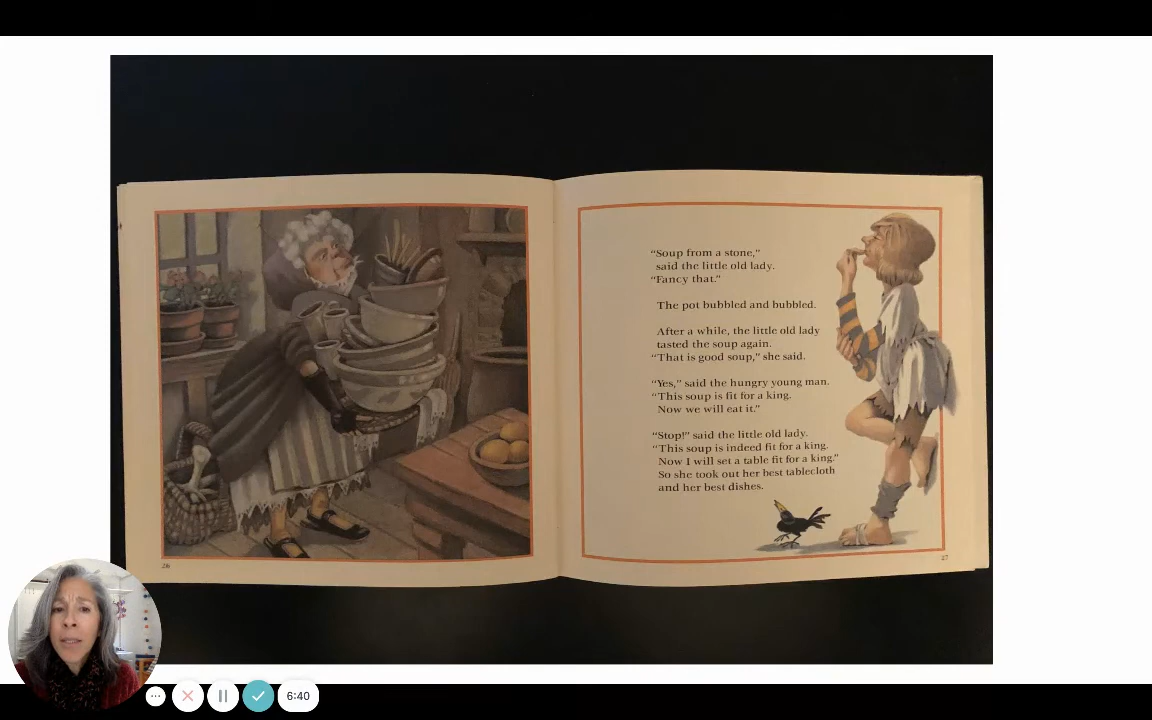 "Soup from a stone,"
said the little old lady.
"Fancy that."
The pot bubbled and bubbled.
After a while, the little old lady
tasted the soup again.
"That is good soup," she said.
"Yes," said the hungry young man.
"This soup is fit for a king.
Now we will eat it."
"Stop!" said the little old lady.
"This soup is indeed fit for a king.
Now I will set a table fit for a king."
So she took out her best tablecloth
and her best dishes.
26
27
6:40